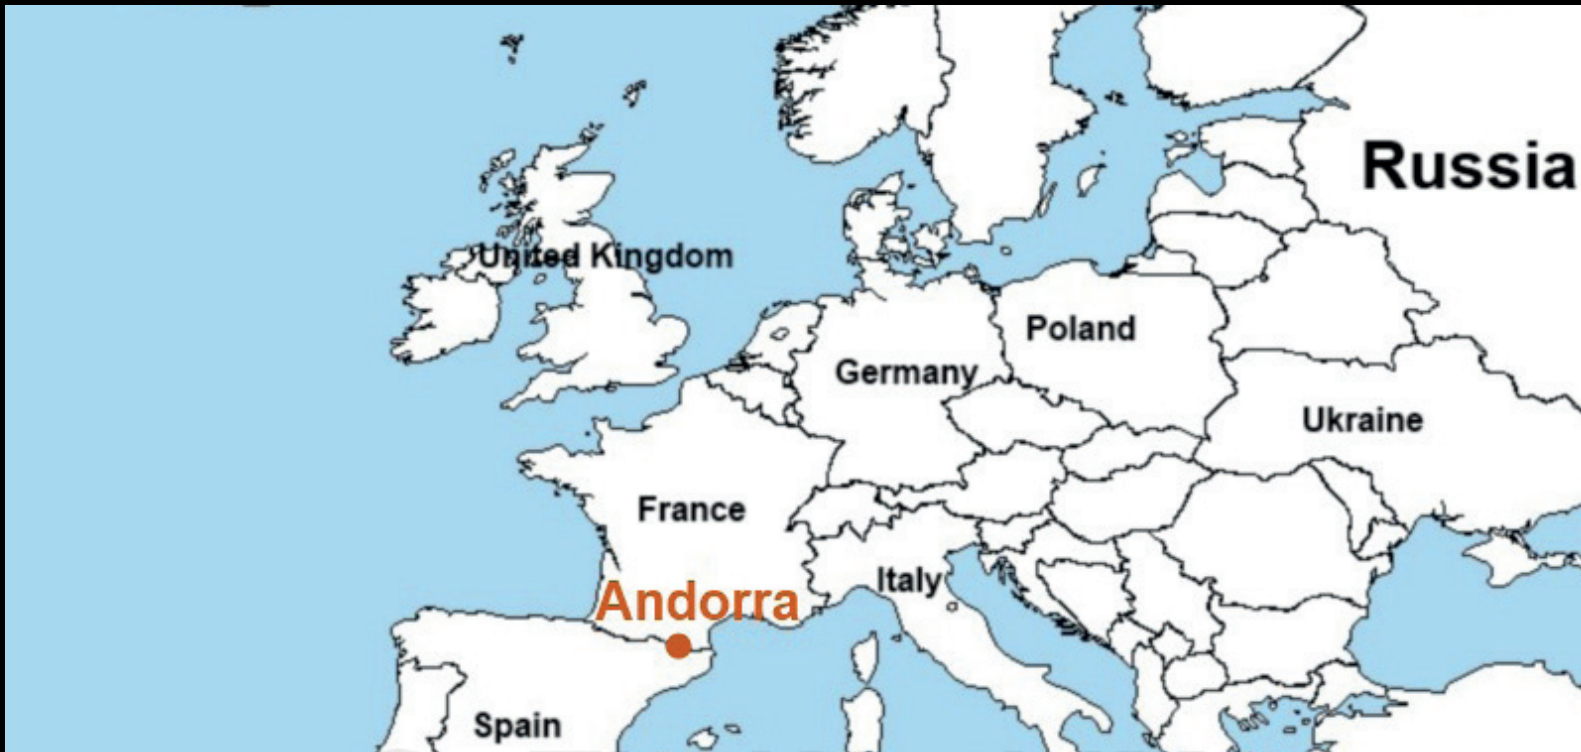 Russia
United Kingdom
Poland
Germany
Ukraine
France
Italy
Andorra
Spain